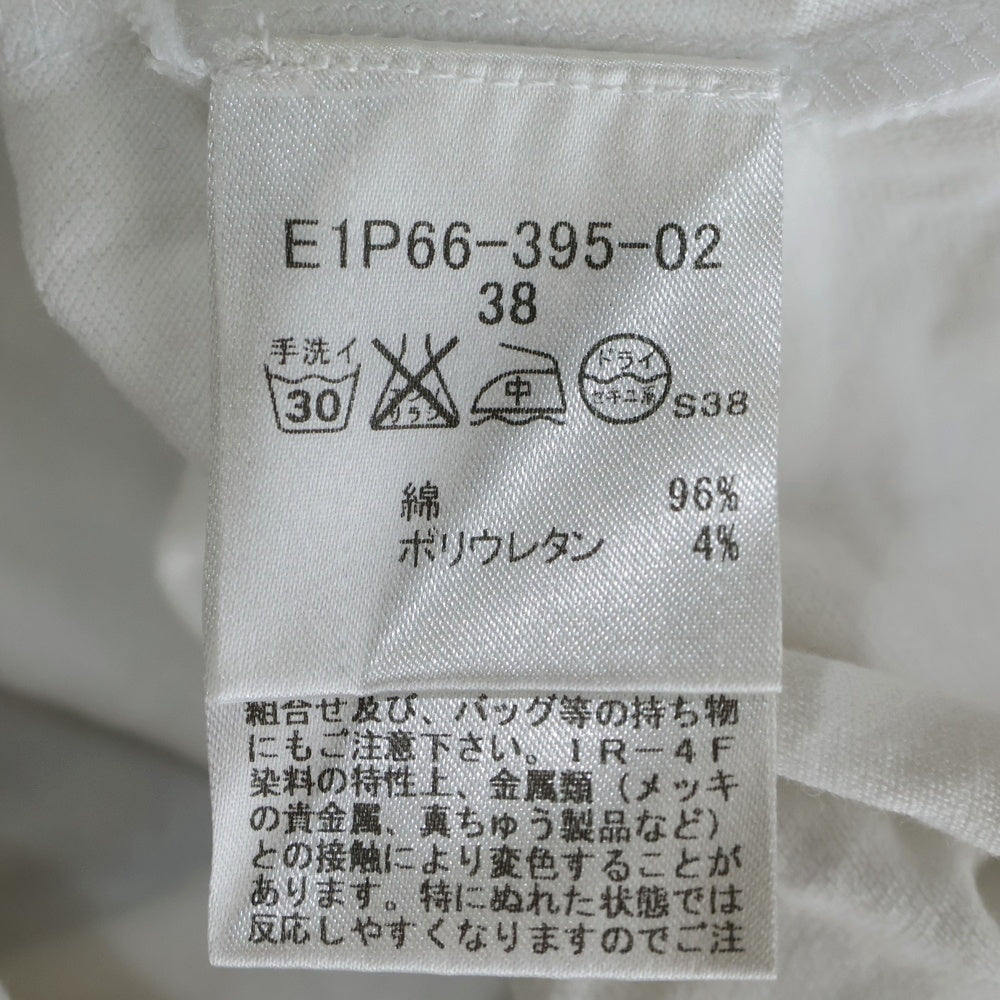 E1P66-395-02
38
手洗イ
30
エンソ
サラシ
中
ドライ
セキユ系
S38
綿 96%
ポリウレタン 4%
組合せ及び、バッグ等の持ち物
にもご注意下さい。IR-4F
染料の特性上、金属類(メッキ
の貴金属、真ちゅう製品など)
との接触により変色することが
あります。特にぬれた状態では
反応しやすくなりますのでご注